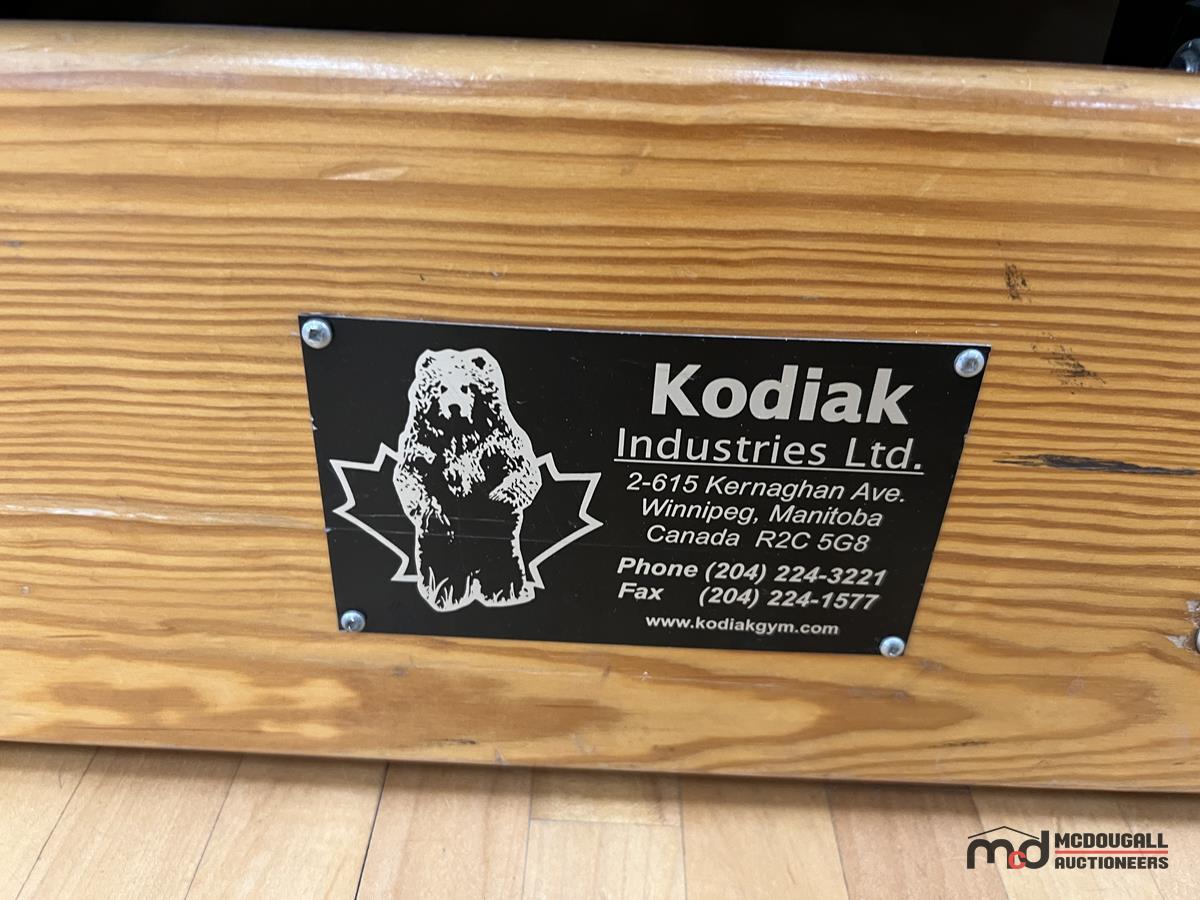 Kodiak
Industries Ltd.
2-615 Kernaghan Ave.
Winnipeg, Manitoba
Canada R2C 5G8
Phone (204) 224-3221
Fax (204) 224-1577
www.kodiakgym.com
mcd MCDOUGALL
AUCTIONEERS